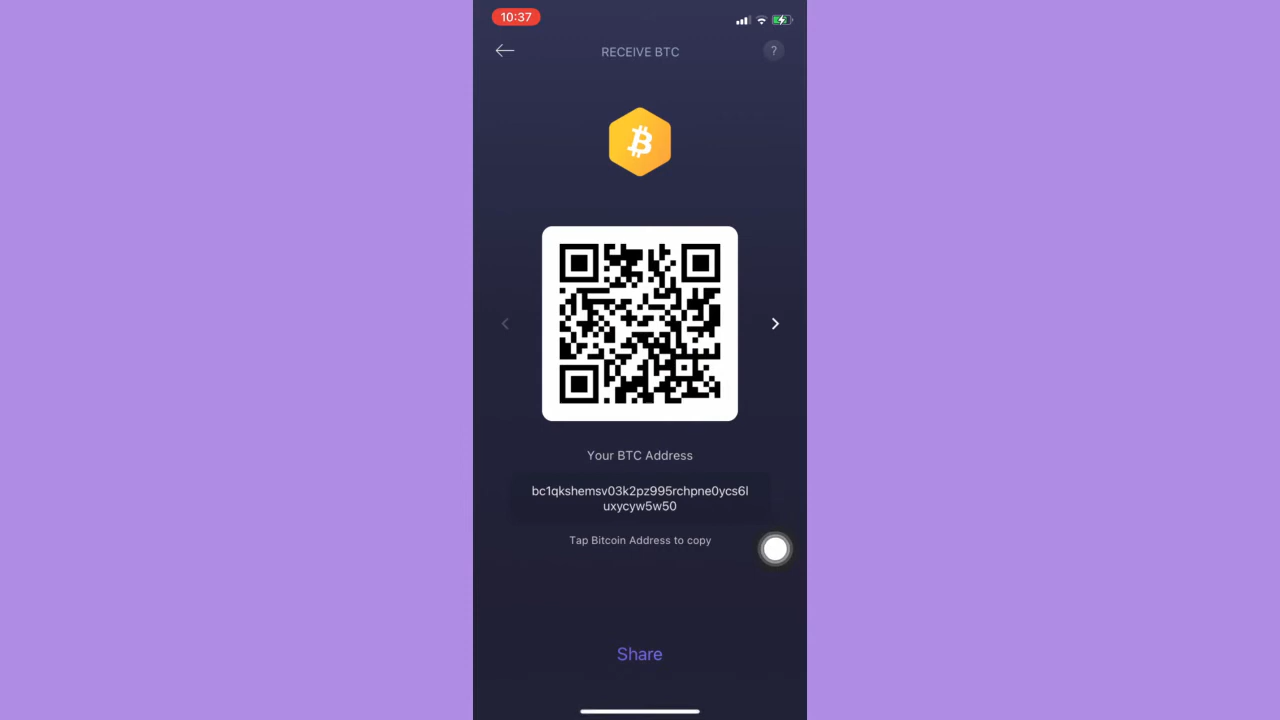 10:37
RECEIVE BTC
?
Your BTC Address
bc1qkshemsv03k2pz995rchpne0ycs6l
uxycyw5w50
Tap Bitcoin Address to copy
Share